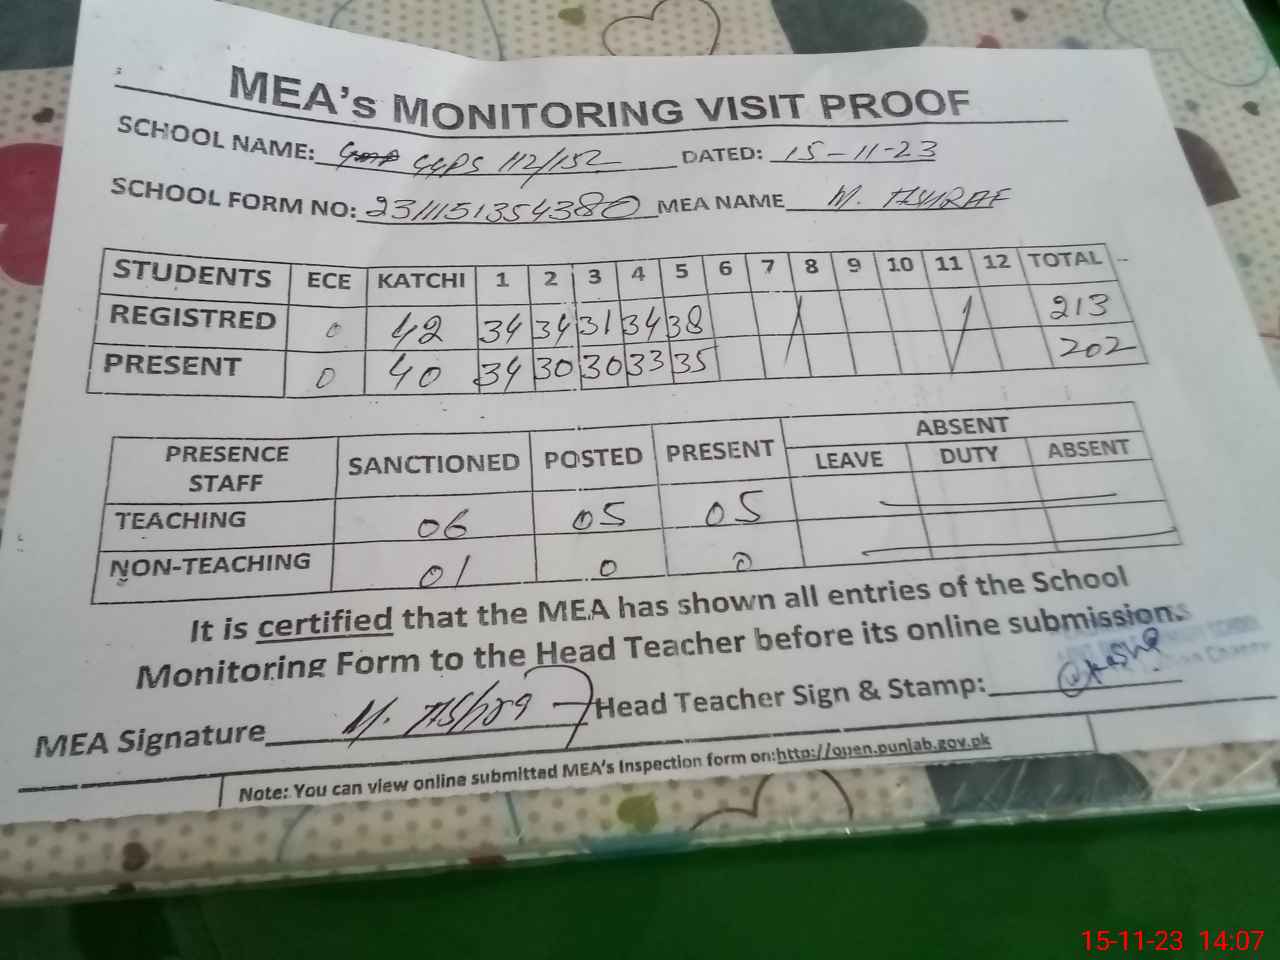 MEA's MONITORING VISIT PROOF
SCHOOL NAME: GGPS 112/15L DATED: 15-11-23
SCHOOL FORM NO: 2311151354380 MEA NAME M. ASHRAF
STUDENTS ECE KATCHI 1 2 3 4 5 6 7 8 9 10 11 12 TOTAL
REGISTRED 0 42 34 34 31 34 38 213
PRESENT 0 40 34 30 30 33 35 202
PRESENCE STAFF SANCTIONED POSTED PRESENT ABSENT
LEAVE DUTY ABSENT
TEACHING 06 05 05
NON-TEACHING 01 0 0
It is certified that the MEA has shown all entries of the School
Monitoring Form to the Head Teacher before its online submission.
MEA Signature M. Ashraf Head Teacher Sign & Stamp:
Note: You can view online submitted MEA's Inspection form on:http://open.punjab.gov.pk
15-11-23 14:07